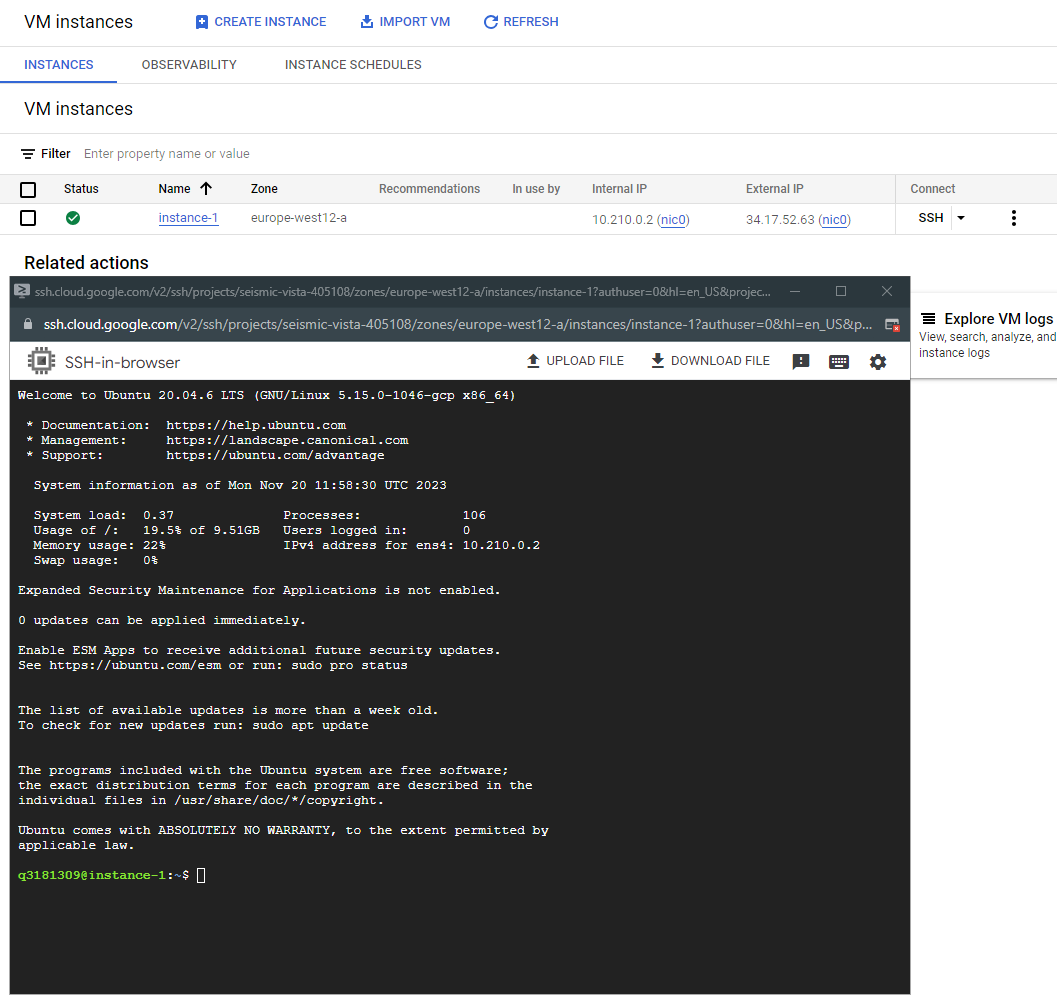 VM instances CREATE INSTANCE IMPORT VM REFRESH
INSTANCES OBSERVABILITY INSTANCE SCHEDULES
VM instances
Filter Enter property name or value
Status Name Zone Recommendations In use by Internal IP External IP Connect
instance-1 europe-west12-a 10.210.0.2 (nic0) 34.17.52.63 (nic0) SSH
Related actions
ssh.cloud.google.com/v2/ssh/projects/seismic-vista-405108/zones/europe-west12-a/instances/instance-1?authuser=0&hl=en_US&projec...
ssh.cloud.google.com/v2/ssh/projects/seismic-vista-405108/zones/europe-west12-a/instances/instance-1?authuser=0&hl=en_US&p...
Explore VM logs
View, search, analyze, and
instance logs
SSH-in-browser UPLOAD FILE DOWNLOAD FILE
Welcome to Ubuntu 20.04.6 LTS (GNU/Linux 5.15.0-1046-gcp x86_64)
* Documentation: https://help.ubuntu.com
* Management: https://landscape.canonical.com
* Support: https://ubuntu.com/advantage
System information as of Mon Nov 20 11:58:30 UTC 2023
System load: 0.37 Processes: 106
Usage of /: 19.5% of 9.51GB Users logged in: 0
Memory usage: 22% IPv4 address for ens4: 10.210.0.2
Swap usage: 0%
Expanded Security Maintenance for Applications is not enabled.
0 updates can be applied immediately.
Enable ESM Apps to receive additional future security updates.
See https://ubuntu.com/esm or run: sudo pro status
The list of available updates is more than a week old.
To check for new updates run: sudo apt update
The programs included with the Ubuntu system are free software;
the exact distribution terms for each program are described in the
individual files in /usr/share/doc/*/copyright.
Ubuntu comes with ABSOLUTELY NO WARRANTY, to the extent permitted by
applicable law.
q3181309@instance-1:~$